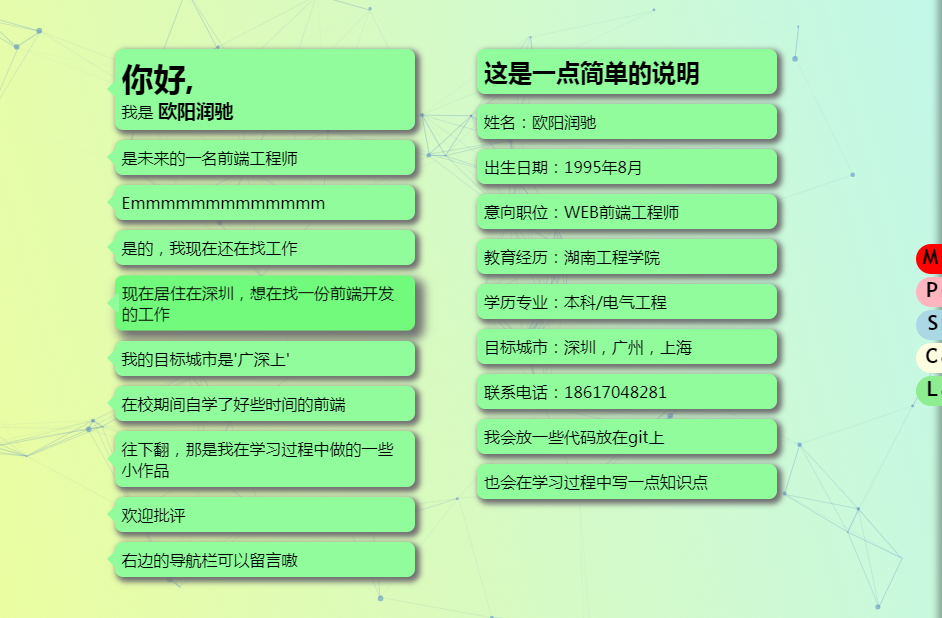 你好,
我是 欧阳润驰
是未来的一名前端工程师
Emmmmmmmmmmmmm
是的，我现在还在找工作
现在居住在深圳，想在找一份前端开发
的工作
我的目标城市是'广深上'
在校期间自学了好些时间的前端
往下翻，那是我在学习过程中做的一些
小作品
欢迎批评
右边的导航栏可以留言嗷
这是一点简单的说明
姓名：欧阳润驰
出生日期：1995年8月
意向职位：WEB前端工程师
教育经历：湖南工程学院
学历专业：本科/电气工程
目标城市：深圳，广州，上海
联系电话：18617048281
我会放一些代码放在git上
也会在学习过程中写一点知识点
M
P
S
C
L